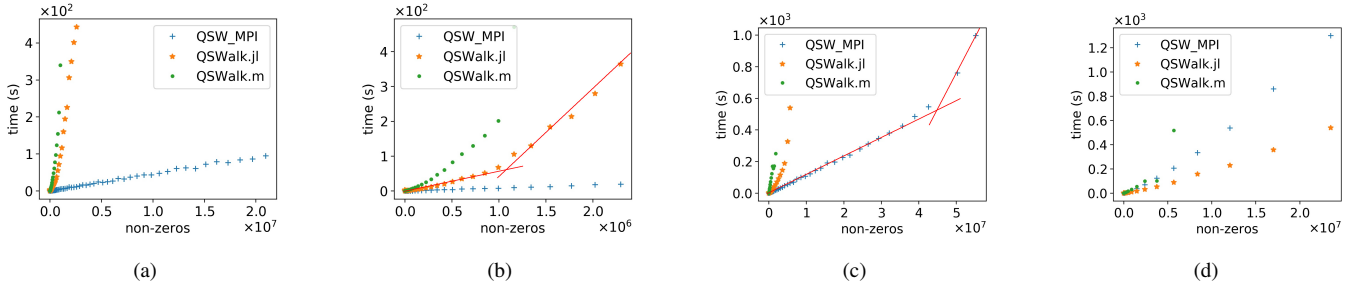 ×10²
4
2
0
time (s)
QSW_MPI
QSWalk.jl
QSWalk.m
0.0 0.5 1.0 1.5 2.0
non-zeros
×10⁷
(a)
×10²
4
2
0
time (s)
QSW_MPI
QSWalk.jl
QSWalk.m
0.0 0.5 1.0 1.5 2.0
non-zeros
×10⁶
(b)
×10³
1.0
0.8
0.6
0.4
0.2
0.0
time (s)
QSW_MPI
QSWalk.jl
QSWalk.m
0 1 2 3 4 5
non-zeros
×10⁷
(c)
×10³
1.2
1.0
0.8
0.6
0.4
0.2
0.0
time (s)
QSW_MPI
QSWalk.jl
QSWalk.m
0.0 0.5 1.0 1.5 2.0
non-zeros
×10⁷
(d)